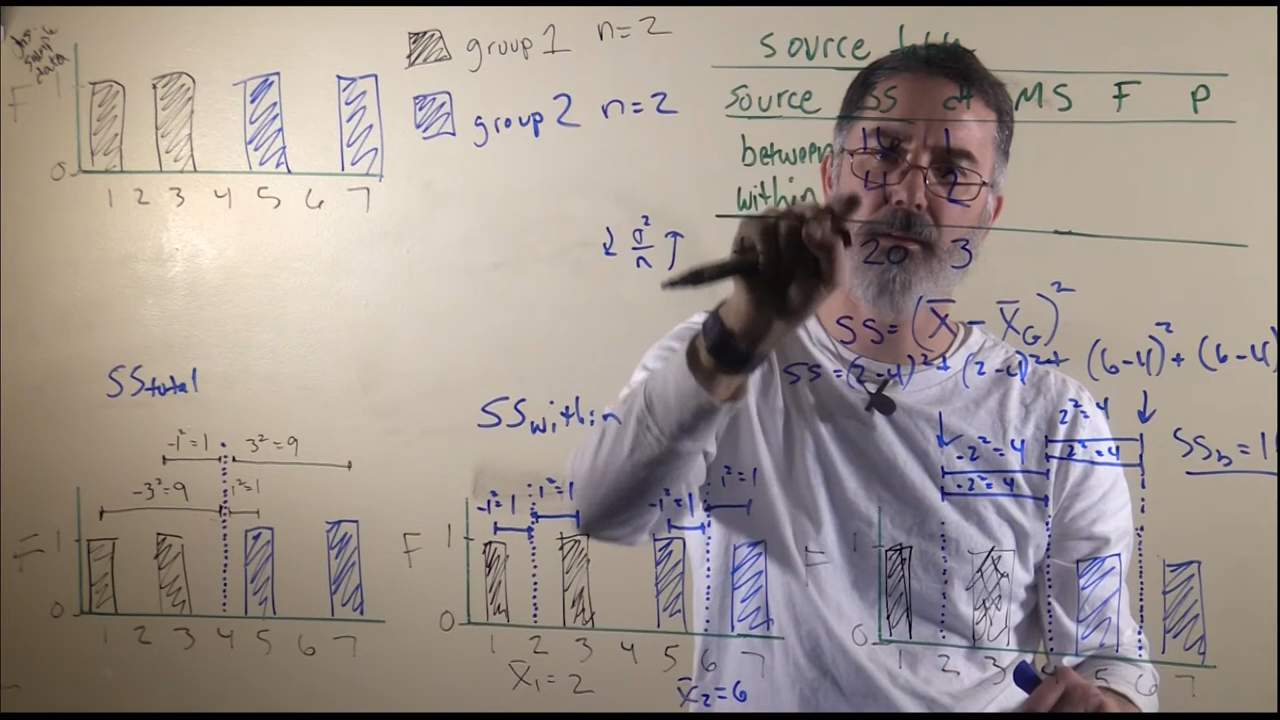 F
1
0
1 2 3 4 5 6 7
group 1 n=2
group 2 n=2
source table
source SS df MS F P
between 16 1
within 4 2
20 3
↓ σ²/n ↑
SS=(X̄ - X̄G)²
SS=(2-4)²+(2-4)²+(6-4)²+(6-4)
SStotal
-1²=1 3²=9
-3²=9 1²=1
F
1
0
1 2 3 4 5 6 7
SSwithin
-1²=1 1²=1 -1²=1 1²=1
F
1
0
1 2 3 4 5 6 7
X̄1=2
X̄2=6
2²=4
-2²=4 2²=4
-2²=4
SSb=1
F
1
0
1 2 3 4 5 6 7